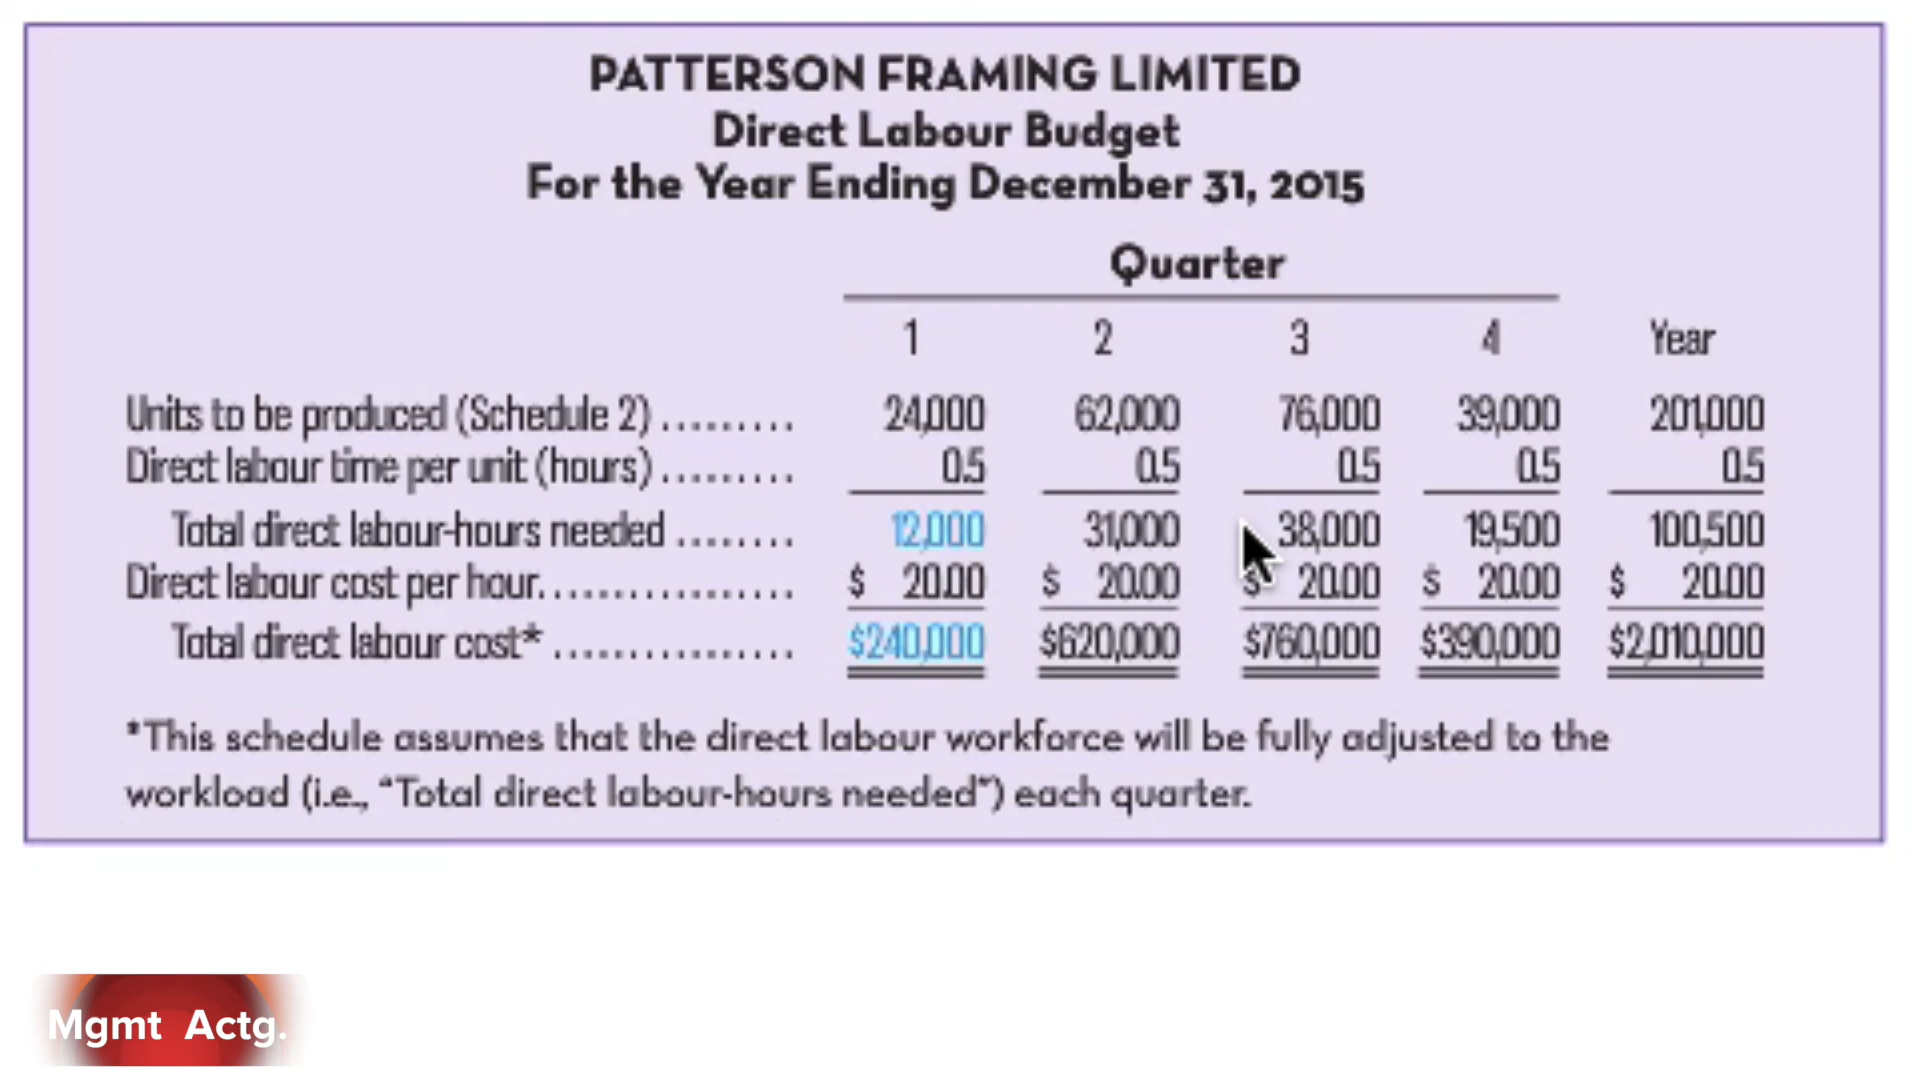 PATTERSON FRAMING LIMITED
Direct Labour Budget
For the Year Ending December 31, 2015
Quarter
1 2 3 4 Year
Units to be produced (Schedule 2) ......... 24,000 62,000 76,000 39,000 201,000
Direct labour time per unit (hours) ......... 0.5 0.5 0.5 0.5 0.5
Total direct labour-hours needed ........ 12,000 31,000 38,000 19,500 100,500
Direct labour cost per hour................. $ 20.00 $ 20.00 $ 20.00 $ 20.00 $ 20.00
Total direct labour cost* ................ $240,000 $620,000 $760,000 $390,000 $2,010,000
*This schedule assumes that the direct labour workforce will be fully adjusted to the
workload (i.e., “Total direct labour-hours needed”) each quarter.
Mgmt Actg.